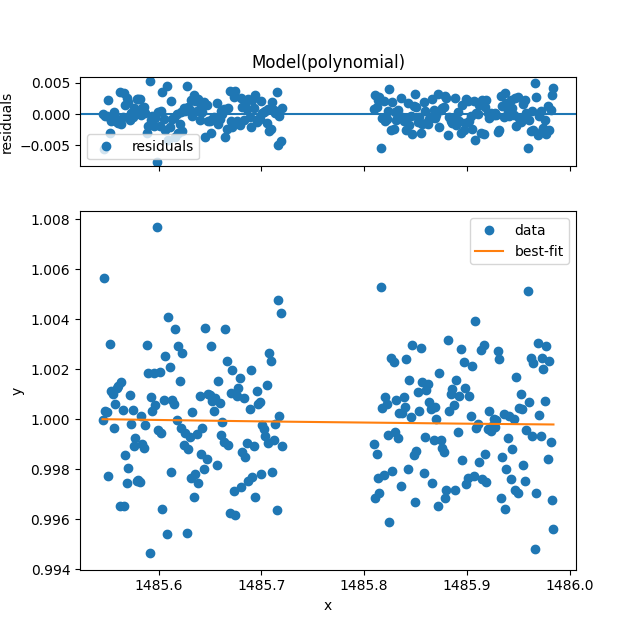 Model(polynomial)
0.005
0.000
−0.005
residuals
residuals
1.008
1.006
1.004
1.002
1.000
0.998
0.996
0.994
y
data
best-fit
1485.6 1485.7 1485.8 1485.9 1486.0
x